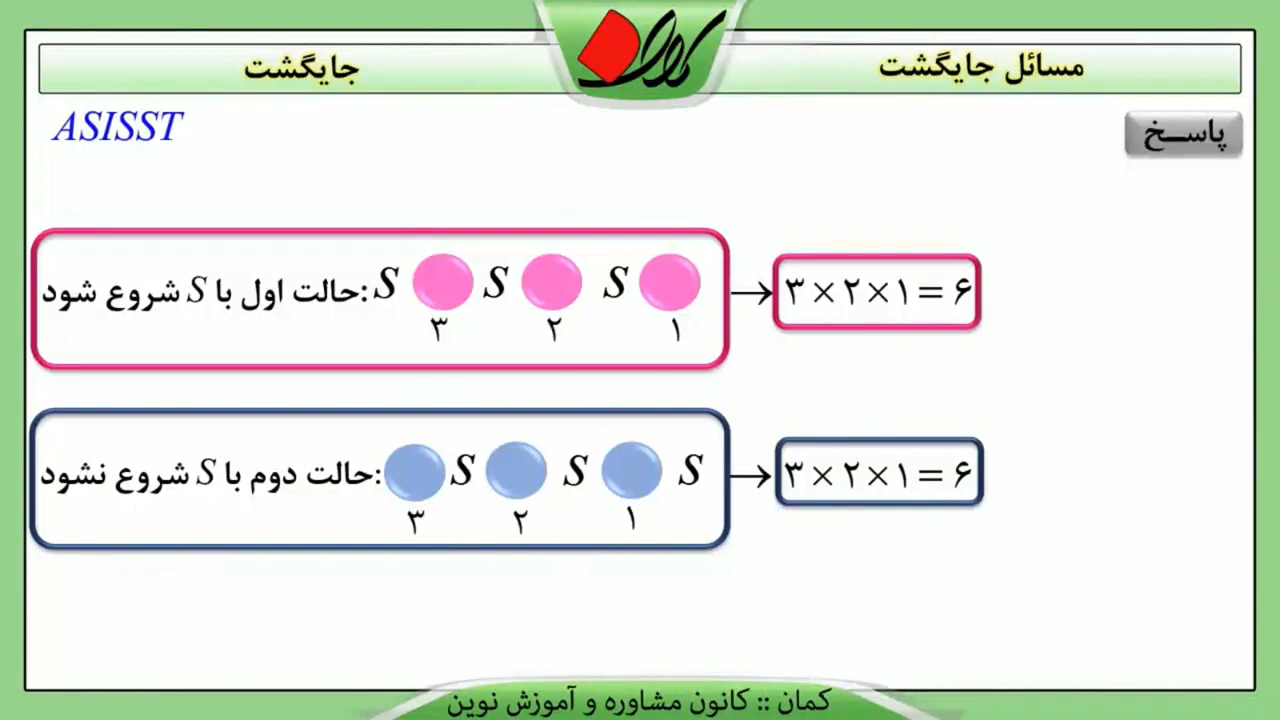 مسائل جایگشت
جایگشت
پاسخ
ASISST
حالت اول با S شروع شود: S S S → ۳×۲×۱=۶
۳ ۲ ۱
حالت دوم با S شروع نشود: S S S → ۳×۲×۱=۶
۳ ۲ ۱
کمان :: کانون مشاوره و آموزش نوین